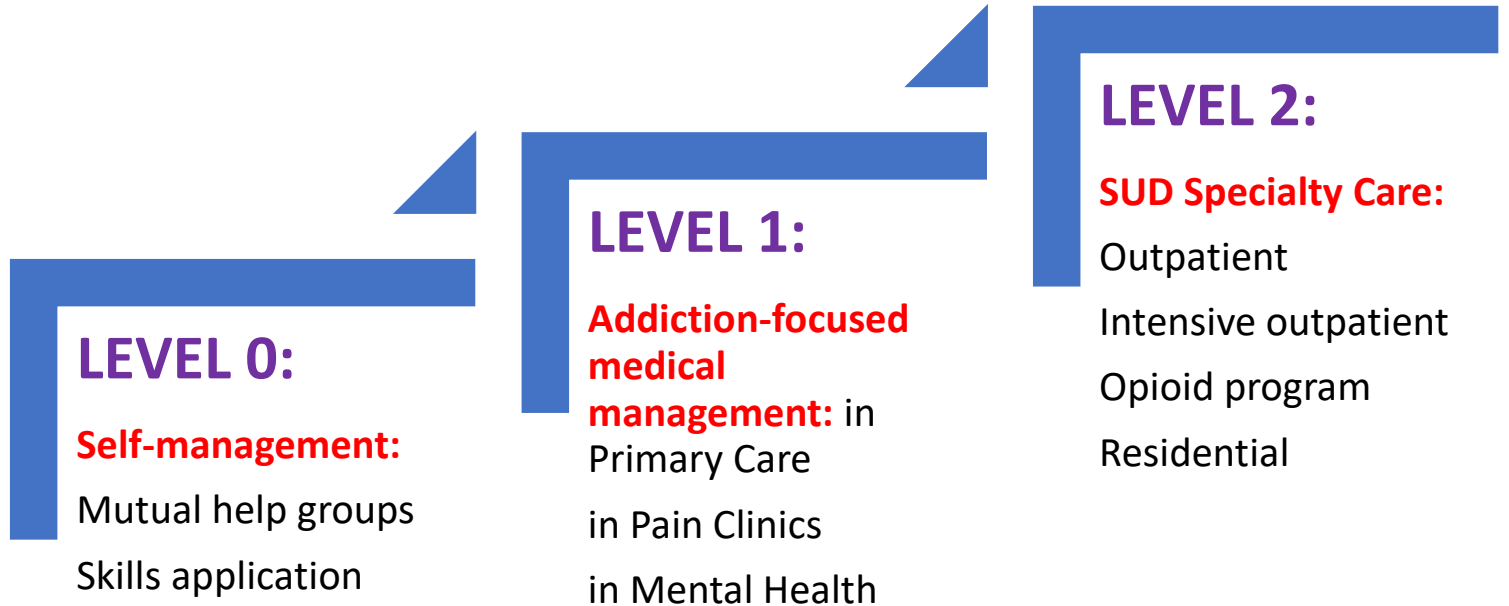 LEVEL 0:
Self-management:
Mutual help groups
Skills application
LEVEL 1:
Addiction-focused
medical
management: in
Primary Care
in Pain Clinics
in Mental Health
LEVEL 2:
SUD Specialty Care:
Outpatient
Intensive outpatient
Opioid program
Residential